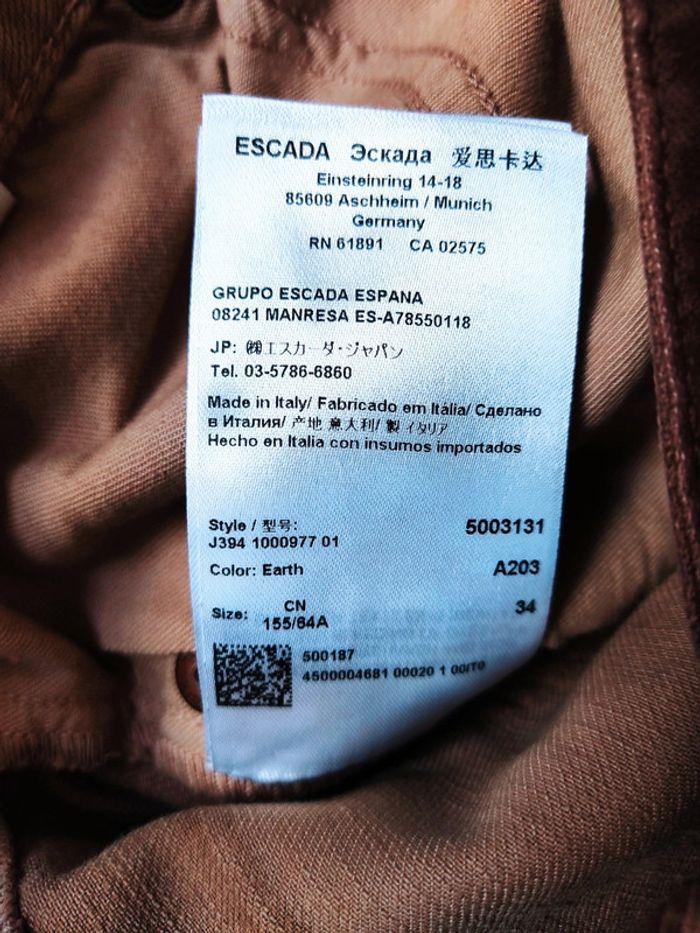 ESCADA Эскада 爱思卡达
Einsteinring 14-18
85609 Aschheim / Munich
Germany
RN 61891 CA 02575
GRUPO ESCADA ESPANA
08241 MANRESA ES-A78550118
JP: ㈱エスカーダ・ジャパン
Tel. 03-5786-6860
Made in Italy/ Fabricado em Itália/ Сделано
в Италия/ 产地 意大利/ 製 イタリア
Hecho en Italia con insumos importados
Style / 型号: 5003131
J394 1000977 01
Color: Earth A203
Size: CN 34
155/64A
500187
4500004681 00020 1 00/T0